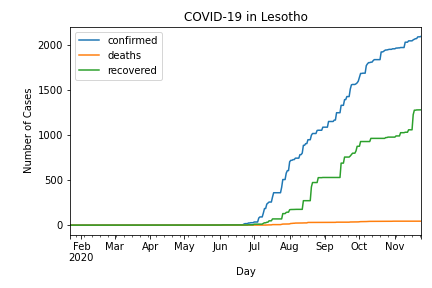 COVID-19 in Lesotho
confirmed
deaths
recovered
Number of Cases
2000
1500
1000
500
0
Feb Mar Apr May Jun Jul Aug Sep Oct Nov
2020
Day